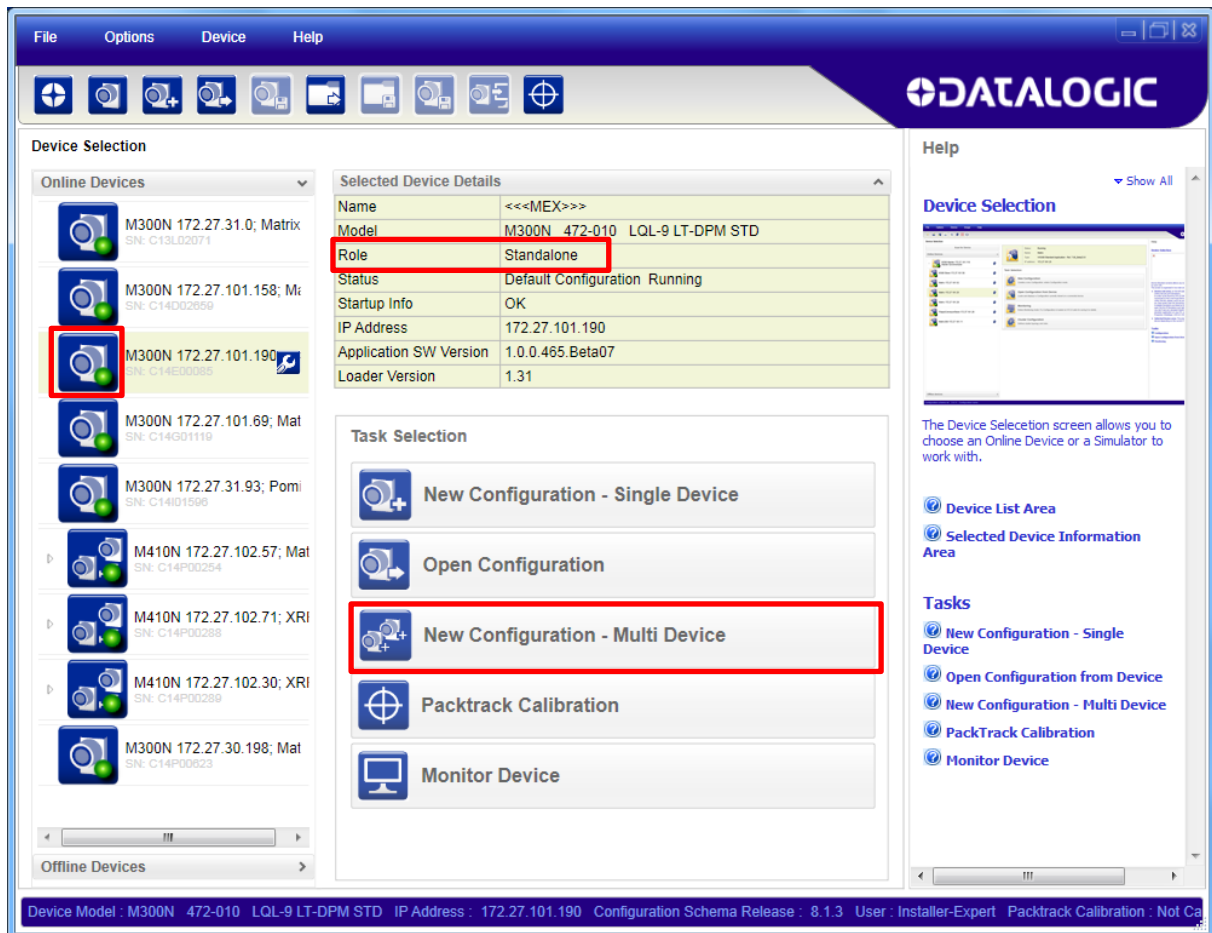 File Options Device Help
DATALOGIC
Device Selection
Online Devices
M300N 172.27.31.0; Matrix
SN: C13L02071
M300N 172.27.101.158; Ma
SN: C14D02659
M300N 172.27.101.190
SN: C14E00085
M300N 172.27.101.69; Mat
SN: C14G01119
M300N 172.27.31.93; Pomi
SN: C14I01596
M410N 172.27.102.57; Mat
SN: C14P00254
M410N 172.27.102.71; XRI
SN: C14P00288
M410N 172.27.102.30; XRI
SN: C14P00289
M300N 172.27.30.198; Mat
SN: C14P00623
Offline Devices
Selected Device Details
Name <<<MEX>>>
Model M300N 472-010 LQL-9 LT-DPM STD
Role Standalone
Status Default Configuration Running
Startup Info OK
IP Address 172.27.101.190
Application SW Version 1.0.0.465.Beta07
Loader Version 1.31
Task Selection
New Configuration - Single Device
Open Configuration
New Configuration - Multi Device
Packtrack Calibration
Monitor Device
Help
Show All
Device Selection
The Device Selecetion screen allows you to
choose an Online Device or a Simulator to
work with.
Device List Area
Selected Device Information
Area
Tasks
New Configuration - Single
Device
Open Configuration from Device
New Configuration - Multi Device
PackTrack Calibration
Monitor Device
Device Model : M300N 472-010 LQL-9 LT-DPM STD IP Address : 172.27.101.190 Configuration Schema Release : 8.1.3 User : Installer-Expert Packtrack Calibration : Not Ca